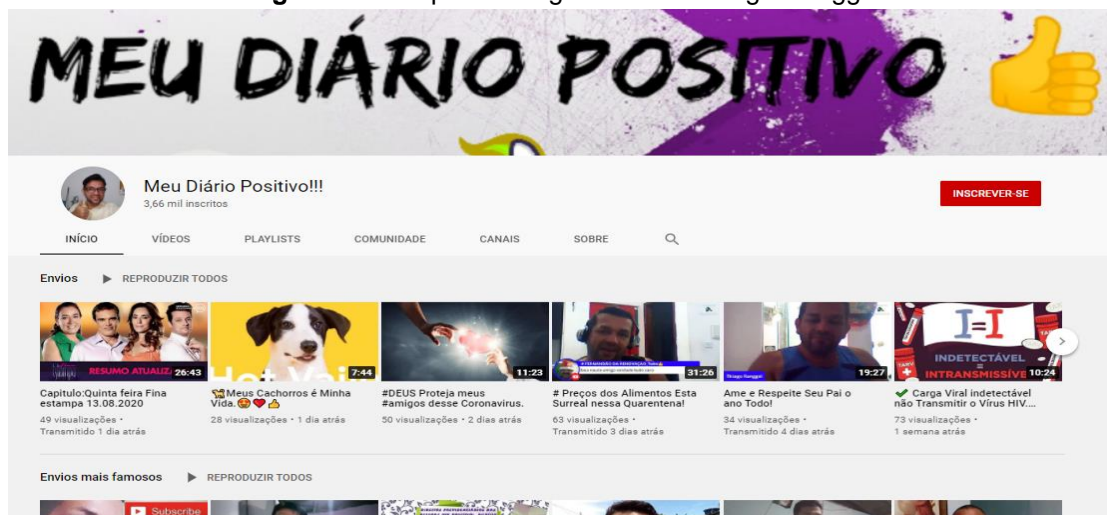 MEU DIÁRIO POSITIVO
Meu Diário Positivo!!!
3,66 mil inscritos
INSCREVER-SE
INÍCIO VÍDEOS PLAYLISTS COMUNIDADE CANAIS SOBRE
Envios REPRODUZIR TODOS
RESUMO ATUALIZ 26:43
7:44
11:23
31:26
19:27
I=I
INDETECTÁVEL
INTRANSMISSÍVE 10:24
Capitulo:Quinta feira Fina
estampa 13.08.2020
49 visualizações •
Transmitido 1 dia atrás
Meus Cachorros é Minha
Vida.
28 visualizações • 1 dia atrás
#DEUS Proteja meus
#amigos desse Coronavirus.
50 visualizações • 2 dias atrás
# Preços dos Alimentos Esta
Surreal nessa Quarentena!
63 visualizações •
Transmitido 3 dias atrás
Ame e Respeite Seu Pai o
ano Todo!
34 visualizações •
Transmitido 4 dias atrás
Carga Viral indetectável
não Transmitir o Vírus HIV....
73 visualizações •
1 semana atrás
Envios mais famosos REPRODUZIR TODOS
Subscribe